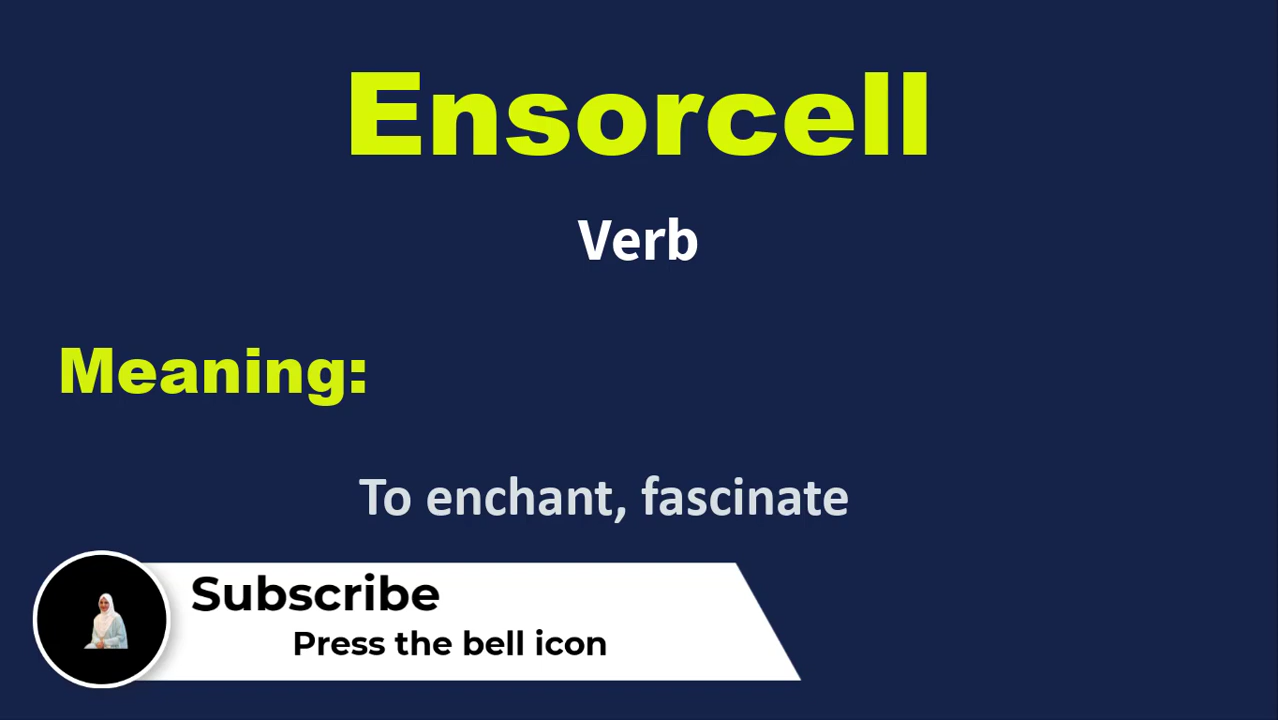 Ensorcell
Verb
Meaning:
To enchant, fascinate
Subscribe
Press the bell icon